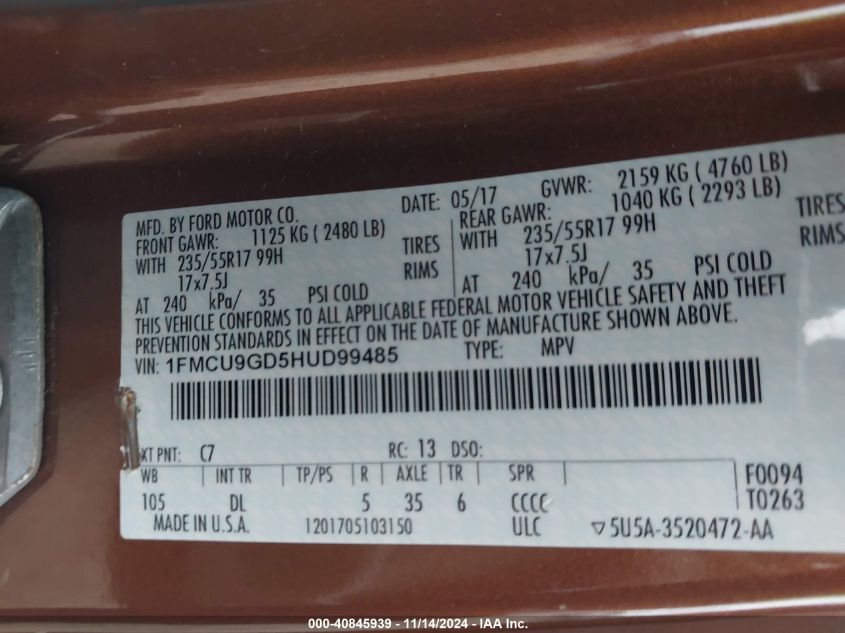 MFD. BY FORD MOTOR CO. DATE: 05/17 GVWR: 2159 KG ( 4760 LB)
FRONT GAWR: 1125 KG ( 2480 LB) REAR GAWR: 1040 KG ( 2293 LB)
WITH 235/55R17 99H TIRES WITH 235/55R17 99H TIRES
17x7.5J RIMS 17x7.5J RIMS
AT 240 kPa/ 35 PSI COLD AT 240 kPa/ 35 PSI COLD
THIS VEHICLE CONFORMS TO ALL APPLICABLE FEDERAL MOTOR VEHICLE SAFETY AND THEFT
PREVENTION STANDARDS IN EFFECT ON THE DATE OF MANUFACTURE SHOWN ABOVE.
VIN: 1FMCU9GD5HUD99485 TYPE: MPV
XT PNT: C7 RC: 13 DSO:
WB INT TR TP/PS R AXLE TR SPR F0094
105 DL 5 35 6 CCCC T0263
MADE IN U.S.A. 1201705103150 ULC ▽5U5A-3520472-AA
000-40845939 - 11/14/2024 - IAA Inc.